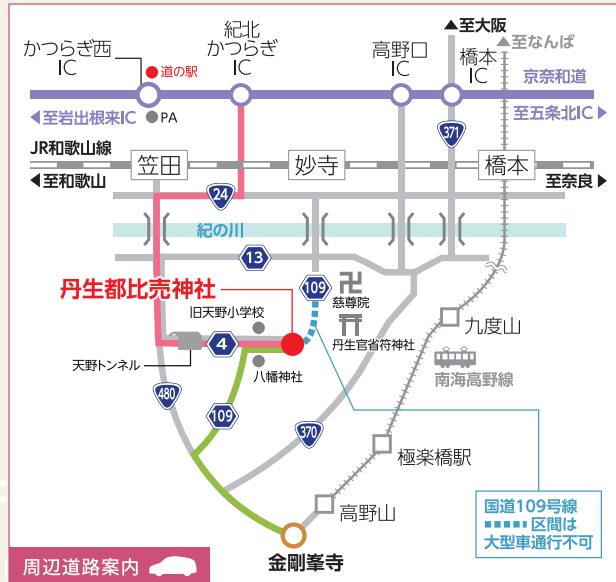 ▲至大阪
▲至なんば
かつらぎ西
IC
紀北
かつらぎ
IC
高野口
IC
橋本
IC
京奈和道
●道の駅
◀至岩出根来IC
●PA
371
至五条北IC▶
JR和歌山線
笠田
妙寺
橋本
◀至和歌山
至奈良▶
24
紀の川
13
丹生都比売神社
109
慈尊院
旧天野小学校
丹生官省符神社
九度山
4
天野トンネル
八幡神社
南海高野線
480
109
370
極楽橋駅
高野山
国道109号線
区間は
大型車通行不可
金剛峯寺
周辺道路案内